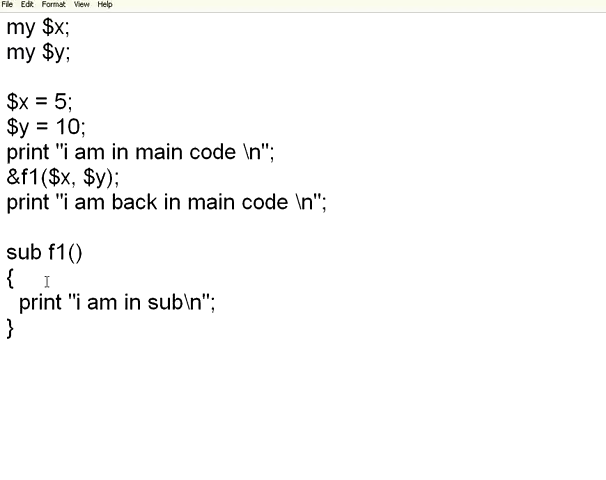 File Edit Format View Help
my $x;
my $y;
$x = 5;
$y = 10;
print "i am in main code \n";
&f1($x, $y);
print "i am back in main code \n";
sub f1()
{
print "i am in sub\n";
}